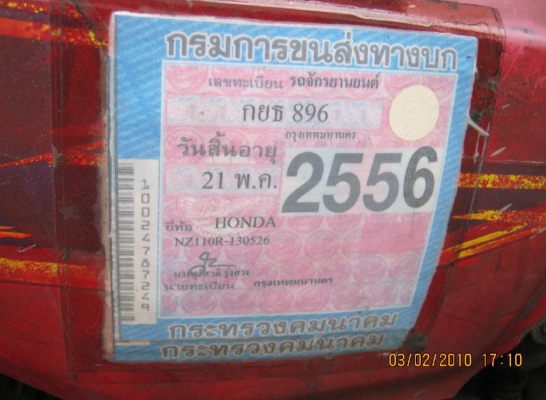 กรมการขนส่งทางบก
เลขทะเบียน รถจักรยานยนต์
กยธ 896
กรุงเทพมหานคร
วันสิ้นอายุ
21 พ.ค. 2556
ยี่ห้อ HONDA
NZ110R-130526
นายทะเบียน กรุงเทพมหานคร
กระทรวงคมนาคม
กระทรวงคมนาคม
1002478724
03/02/2010 17:10